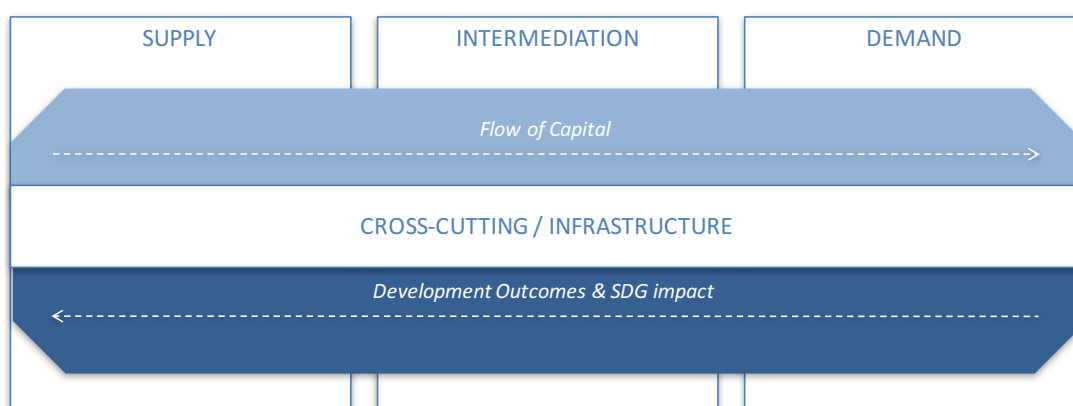 SUPPLY
INTERMEDIATION
DEMAND
Flow of Capital
CROSS-CUTTING / INFRASTRUCTURE
Development Outcomes & SDG impact